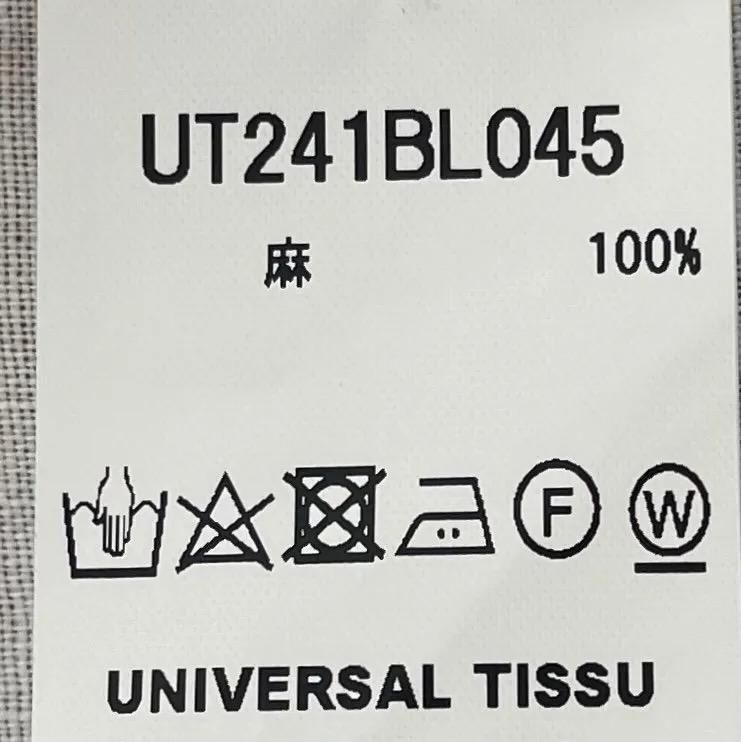 UT241BL045
麻 100%
F W
UNIVERSAL TISSU